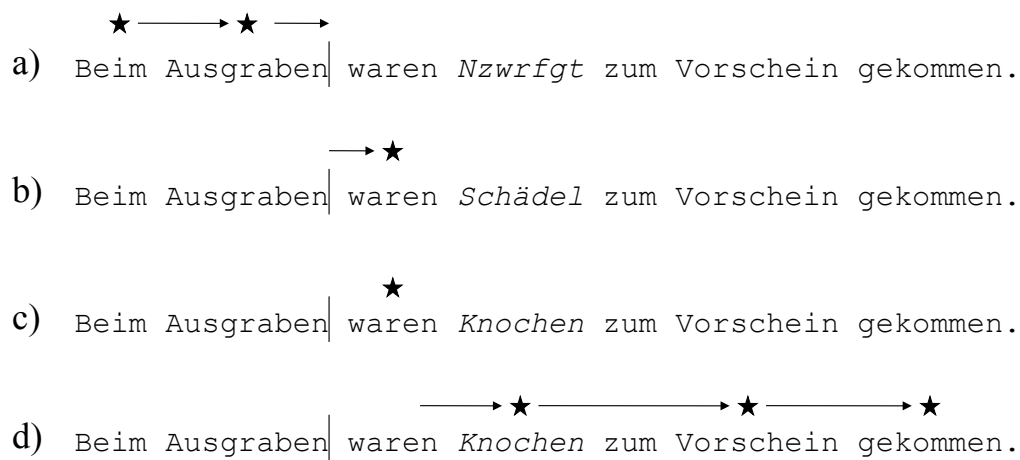 a) Beim Ausgraben waren Nzwrfgt zum Vorschein gekommen.
b) Beim Ausgraben waren Schädel zum Vorschein gekommen.
c) Beim Ausgraben waren Knochen zum Vorschein gekommen.
d) Beim Ausgraben waren Knochen zum Vorschein gekommen.